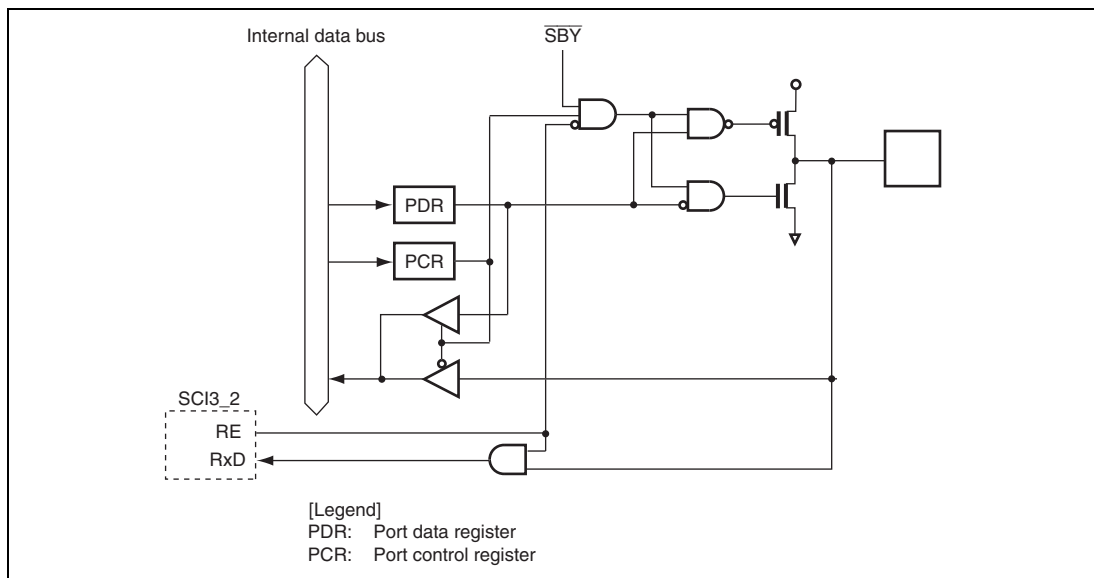 Internal data bus
SBY
PDR
PCR
SCI3_2
RE
RxD
[Legend]
PDR: Port data register
PCR: Port control register